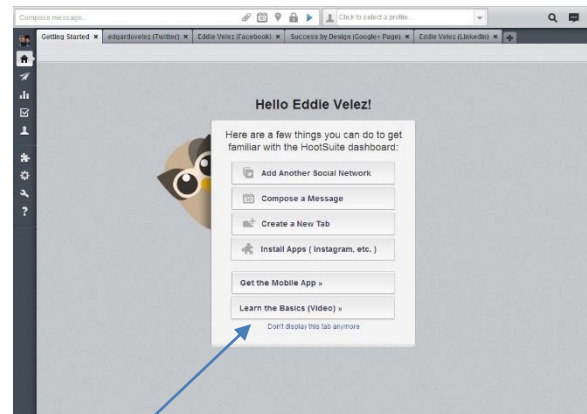 Compose message...
Click to select a profile...
Getting Started
edgardovelez (Twitter)
Eddie Velez (Facebook)
Success by Design (Google+ Page)
Eddie Velez (LinkedIn)
Hello Eddie Velez!
Here are a few things you can do to get
familiar with the HootSuite dashboard:
Add Another Social Network
Compose a Message
Create a New Tab
Install Apps ( Instagram, etc. )
Get the Mobile App »
Learn the Basics (Video) »
Don't display this tab anymore